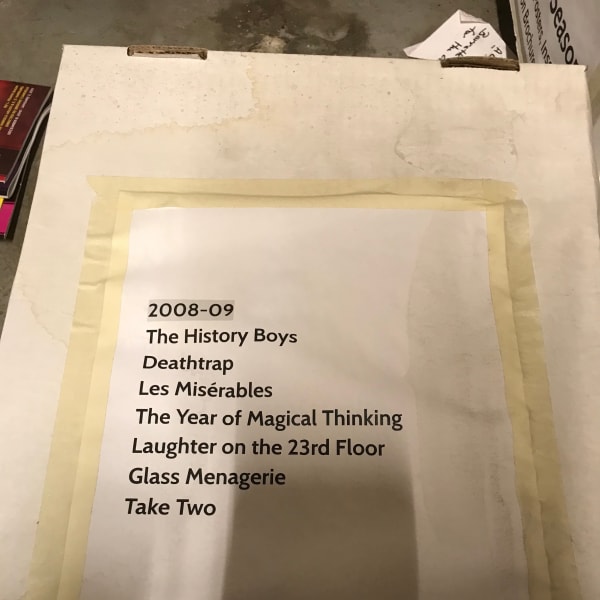 2008-09
The History Boys
Deathtrap
Les Misérables
The Year of Magical Thinking
Laughter on the 23rd Floor
Glass Menagerie
Take Two